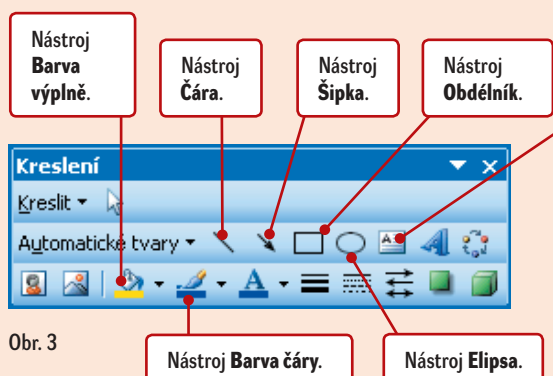 Nástroj
Barva
výplně.
Nástroj
Čára.
Nástroj
Šipka.
Nástroj
Obdélník.
Kreslení
Kreslit
Automatické tvary
Obr. 3
Nástroj Barva čáry.
Nástroj Elipsa.